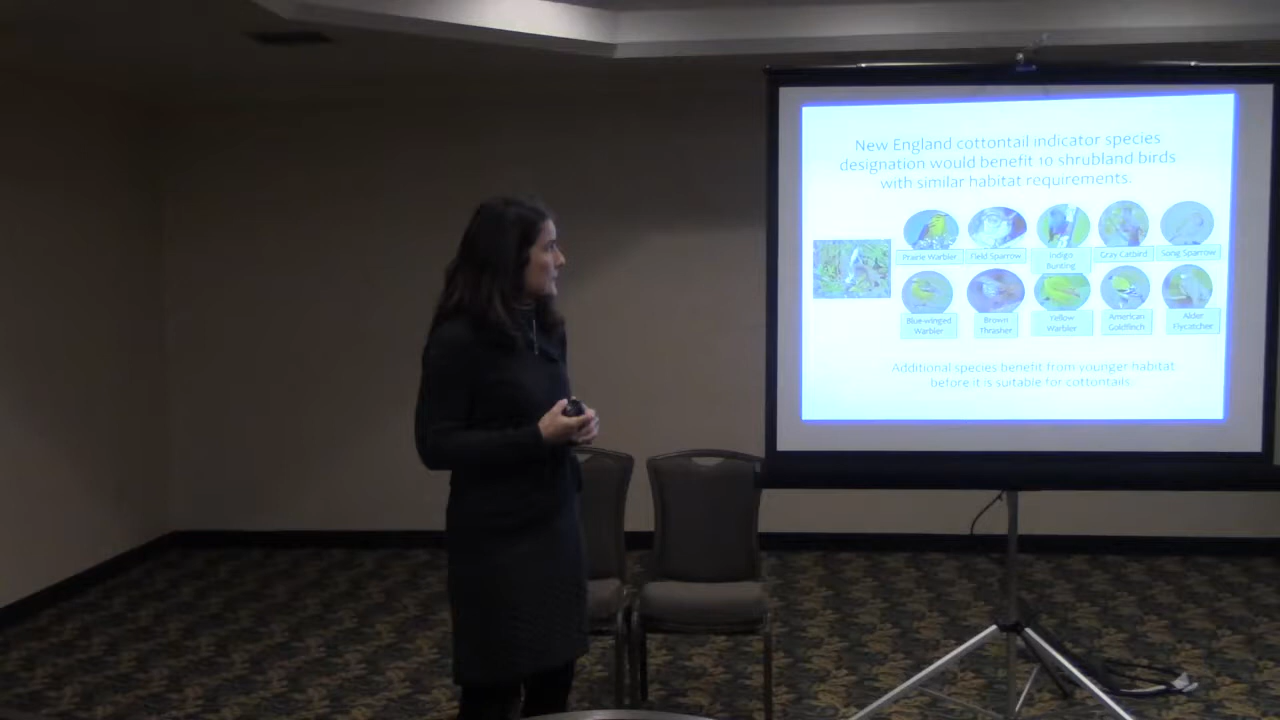 New England cottontail indicator species
designation would benefit 10 shrubland birds
with similar habitat requirements.
Prairie Warbler
Field Sparrow
Indigo
Bunting
Gray Catbird
Song Sparrow
Blue-winged
Warbler
Brown
Thrasher
Yellow
Warbler
American
Goldfinch
Alder
Flycatcher
Additional species benefit from younger habitat
before it is suitable for cottontails.